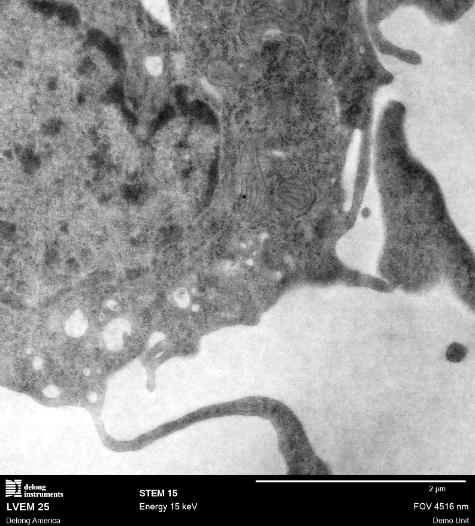 delong
instruments
LVEM 25
Delong America
STEM 15
Energy 15 keV
2 µm
FOV 4516 nm
Demo Unit